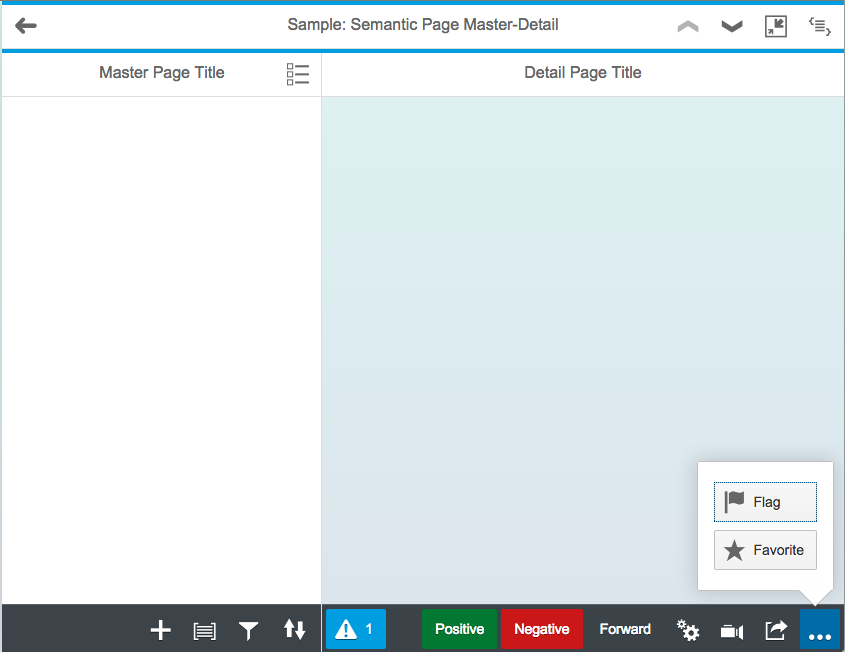 Sample: Semantic Page Master-Detail
Master Page Title
Detail Page Title
Flag
Favorite
1
Positive
Negative
Forward